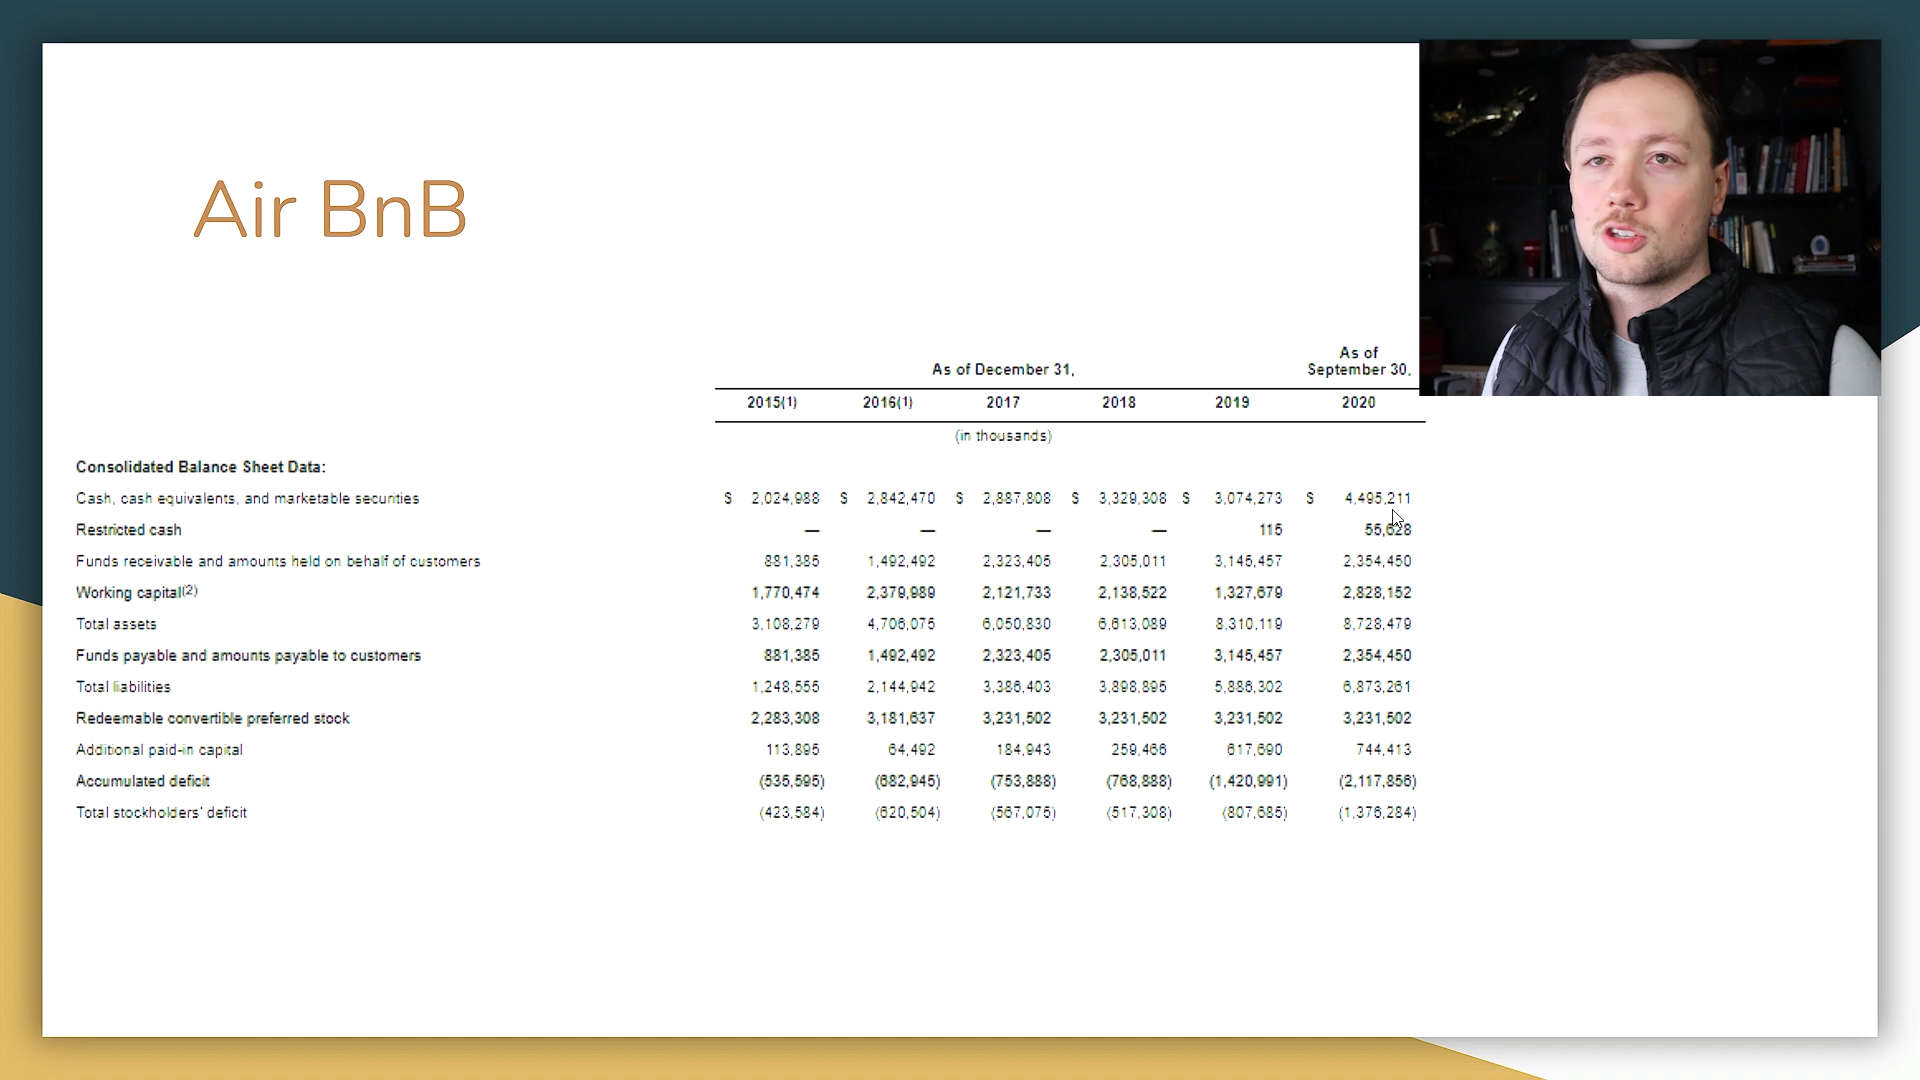 Air BnB
As of December 31,
As of
September 30,
2015(1) 2016(1) 2017 2018 2019 2020
(in thousands)
Consolidated Balance Sheet Data:
Cash, cash equivalents, and marketable securities $ 2,024,988 $ 2,842,470 $ 2,887,808 $ 3,329,308 $ 3,074,273 $ 4,495,211
Restricted cash — — — — 115 55,628
Funds receivable and amounts held on behalf of customers 881,385 1,492,492 2,323,405 2,305,011 3,145,457 2,354,450
Working capital(2) 1,770,474 2,379,989 2,121,733 2,138,522 1,327,679 2,828,152
Total assets 3,108,279 4,706,075 6,050,830 6,613,089 8,310,119 8,728,479
Funds payable and amounts payable to customers 881,385 1,492,492 2,323,405 2,305,011 3,145,457 2,354,450
Total liabilities 1,248,555 2,144,942 3,386,403 3,898,895 5,886,302 6,873,261
Redeemable convertible preferred stock 2,283,308 3,181,637 3,231,502 3,231,502 3,231,502 3,231,502
Additional paid-in capital 113,895 64,492 184,943 259,466 617,690 744,413
Accumulated deficit (535,595) (682,945) (753,888) (768,888) (1,420,991) (2,117,856)
Total stockholders' deficit (423,584) (620,504) (567,075) (517,308) (807,685) (1,376,284)